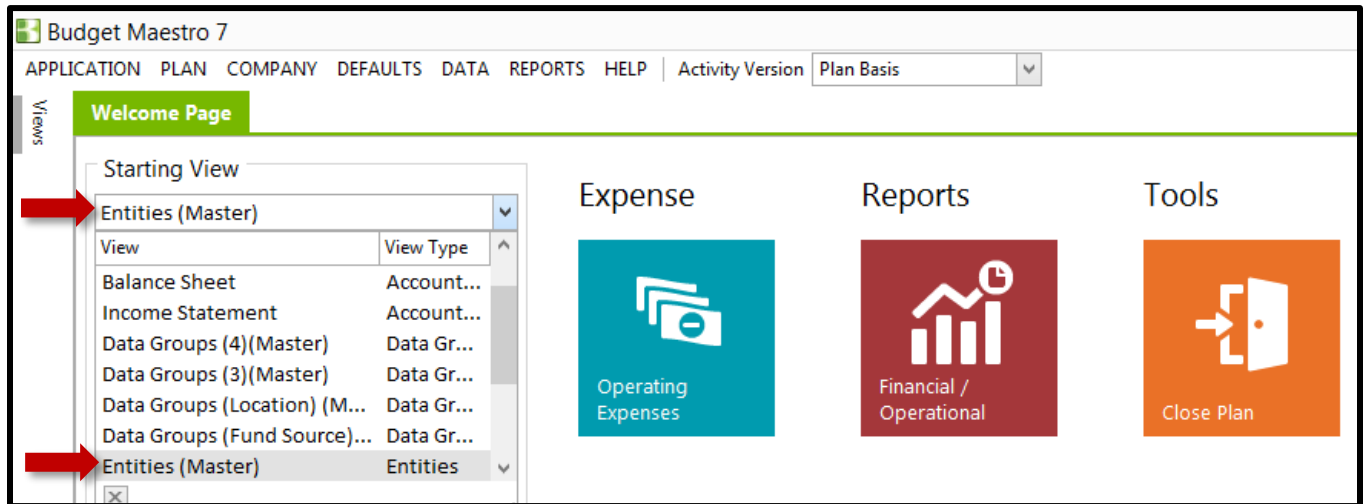 Budget Maestro 7
APPLICATION PLAN COMPANY DEFAULTS DATA REPORTS HELP Activity Version Plan Basis
Views
Welcome Page
Starting View
Entities (Master)
View View Type
Balance Sheet Account...
Income Statement Account...
Data Groups (4)(Master) Data Gr...
Data Groups (3)(Master) Data Gr...
Data Groups (Location) (M... Data Gr...
Data Groups (Fund Source)... Data Gr...
Entities (Master) Entities
Expense
Operating
Expenses
Reports
Financial /
Operational
Tools
Close Plan